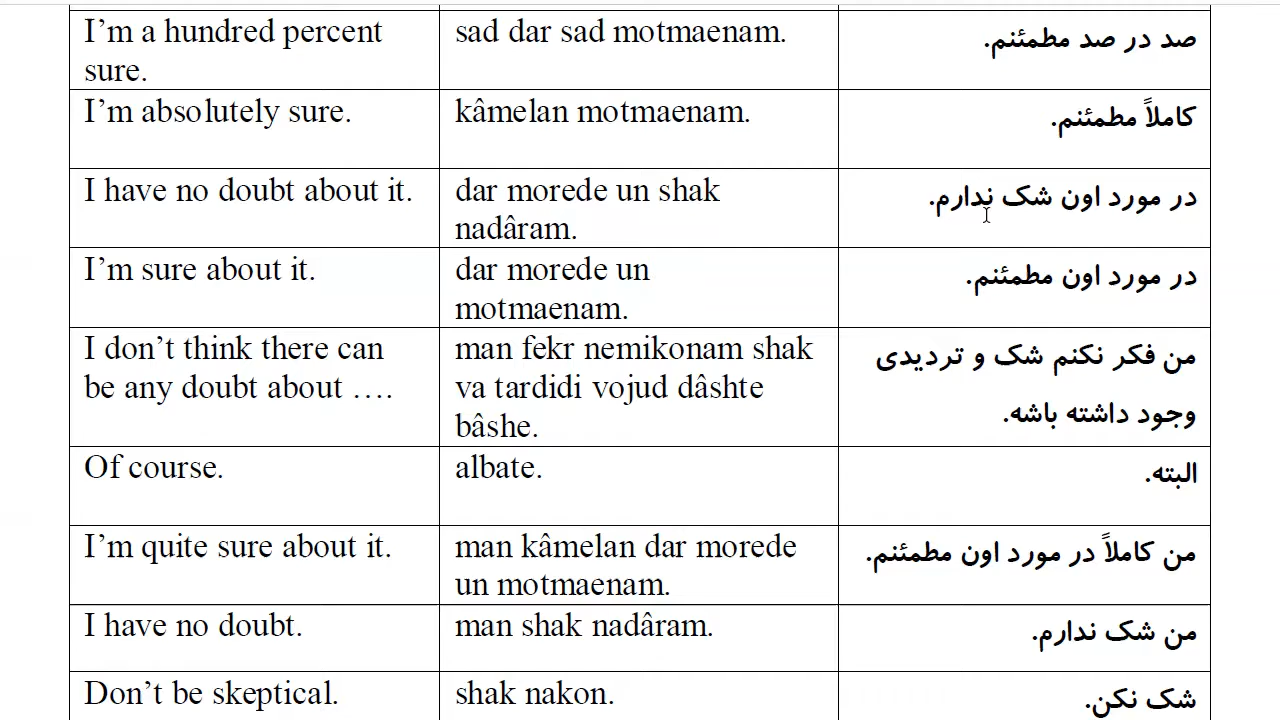 I’m a hundred percent
sure.
sad dar sad motmaenam.
صد در صد مطمئنم.
I’m absolutely sure.
kâmelan motmaenam.
کاملاً مطمئنم.
I have no doubt about it.
dar morede un shak
nadâram.
در مورد اون شک ندارم.
I’m sure about it.
dar morede un
motmaenam.
در مورد اون مطمئنم.
I don’t think there can
be any doubt about ….
man fekr nemikonam shak
va tardidi vojud dâshte
bâshe.
من فکر نکنم شک و تردیدی
وجود داشته باشه.
Of course.
albate.
البته.
I’m quite sure about it.
man kâmelan dar morede
un motmaenam.
من کاملاً در مورد اون مطمئنم.
I have no doubt.
man shak nadâram.
من شک ندارم.
Don’t be skeptical.
shak nakon.
شک نکن.